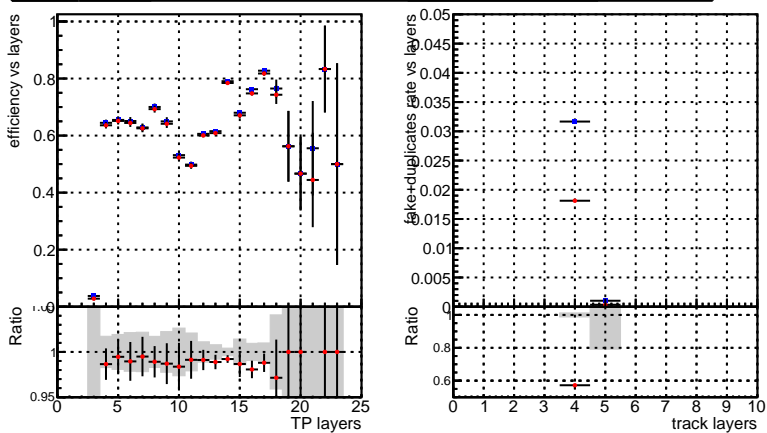 efficiency vs layers
1
0.8
0.6
0.4
0.2
0
Ratio
1
0.95
0 5 10 15 20 25
TP layers
fake+duplicates rate vs layers
0.05
0.045
0.04
0.035
0.03
0.025
0.02
0.015
0.01
0.005
0
Ratio
0.8
0.6
0 1 2 3 4 5 6 7 8 9 10
track layers